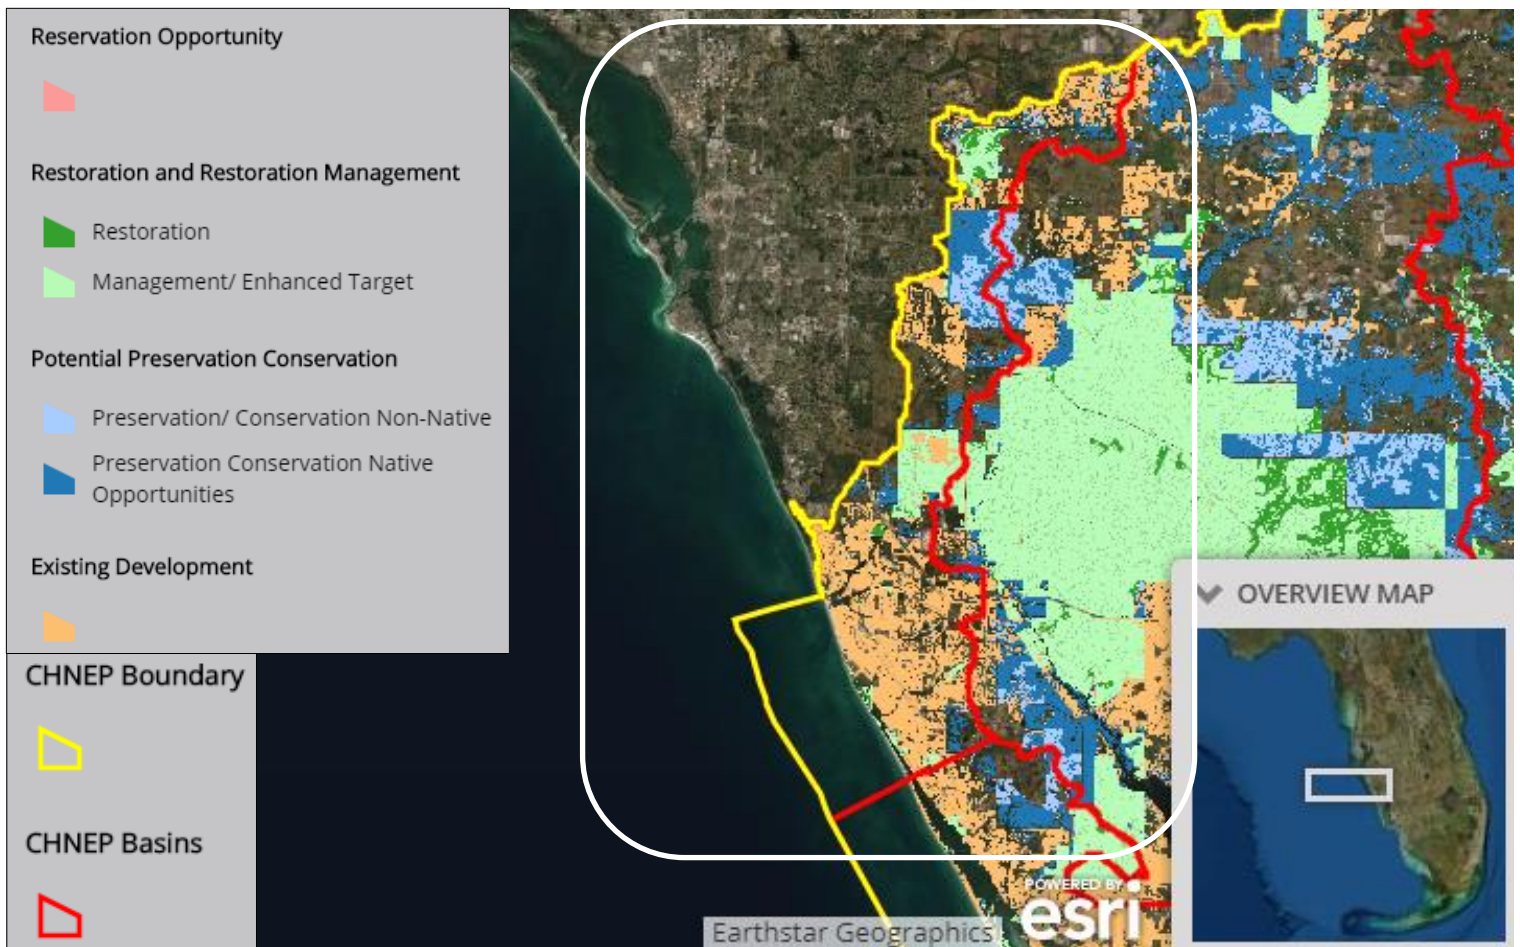 Reservation Opportunity
Restoration and Restoration Management
Restoration
Management/ Enhanced Target
Potential Preservation Conservation
Preservation/ Conservation Non-Native
Preservation Conservation Native
Opportunities
Existing Development
CHNEP Boundary
CHNEP Basins
OVERVIEW MAP
POWERED BY
esri
Earthstar Geographics